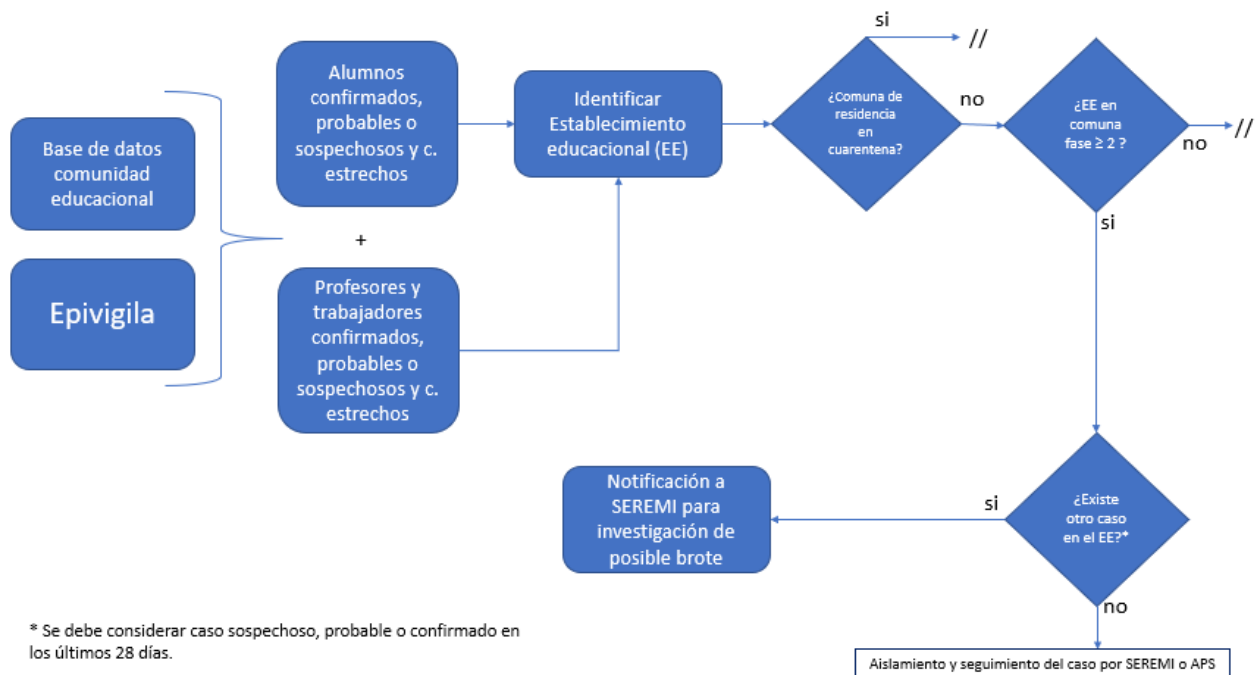 Base de datos
comunidad
educacional
Epivigila
Alumnos
confirmados,
probables o
sospechosos y c.
estrechos
+
Profesores y
trabajadores
confirmados,
probables o
sospechosos y c.
estrechos
Identificar
Establecimiento
educacional (EE)
¿Comuna de
residencia
en
cuarentena?
si
//
no
¿EE en
comuna
fase ≥ 2 ?
no
//
si
¿Existe
otro caso
en el EE?*
si
Notificación a
SEREMI para
investigación de
posible brote
no
Aislamiento y seguimiento del caso por SEREMI o APS
* Se debe considerar caso sospechoso, probable o confirmado en
los últimos 28 días.